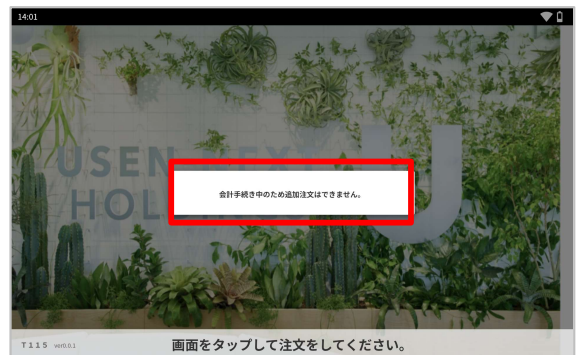 14:01
USEN NEXT
HOLDINGS
会計手続き中のため追加注文はできません。
T115 ver0.0.1
画面をタップして注文をしてください。